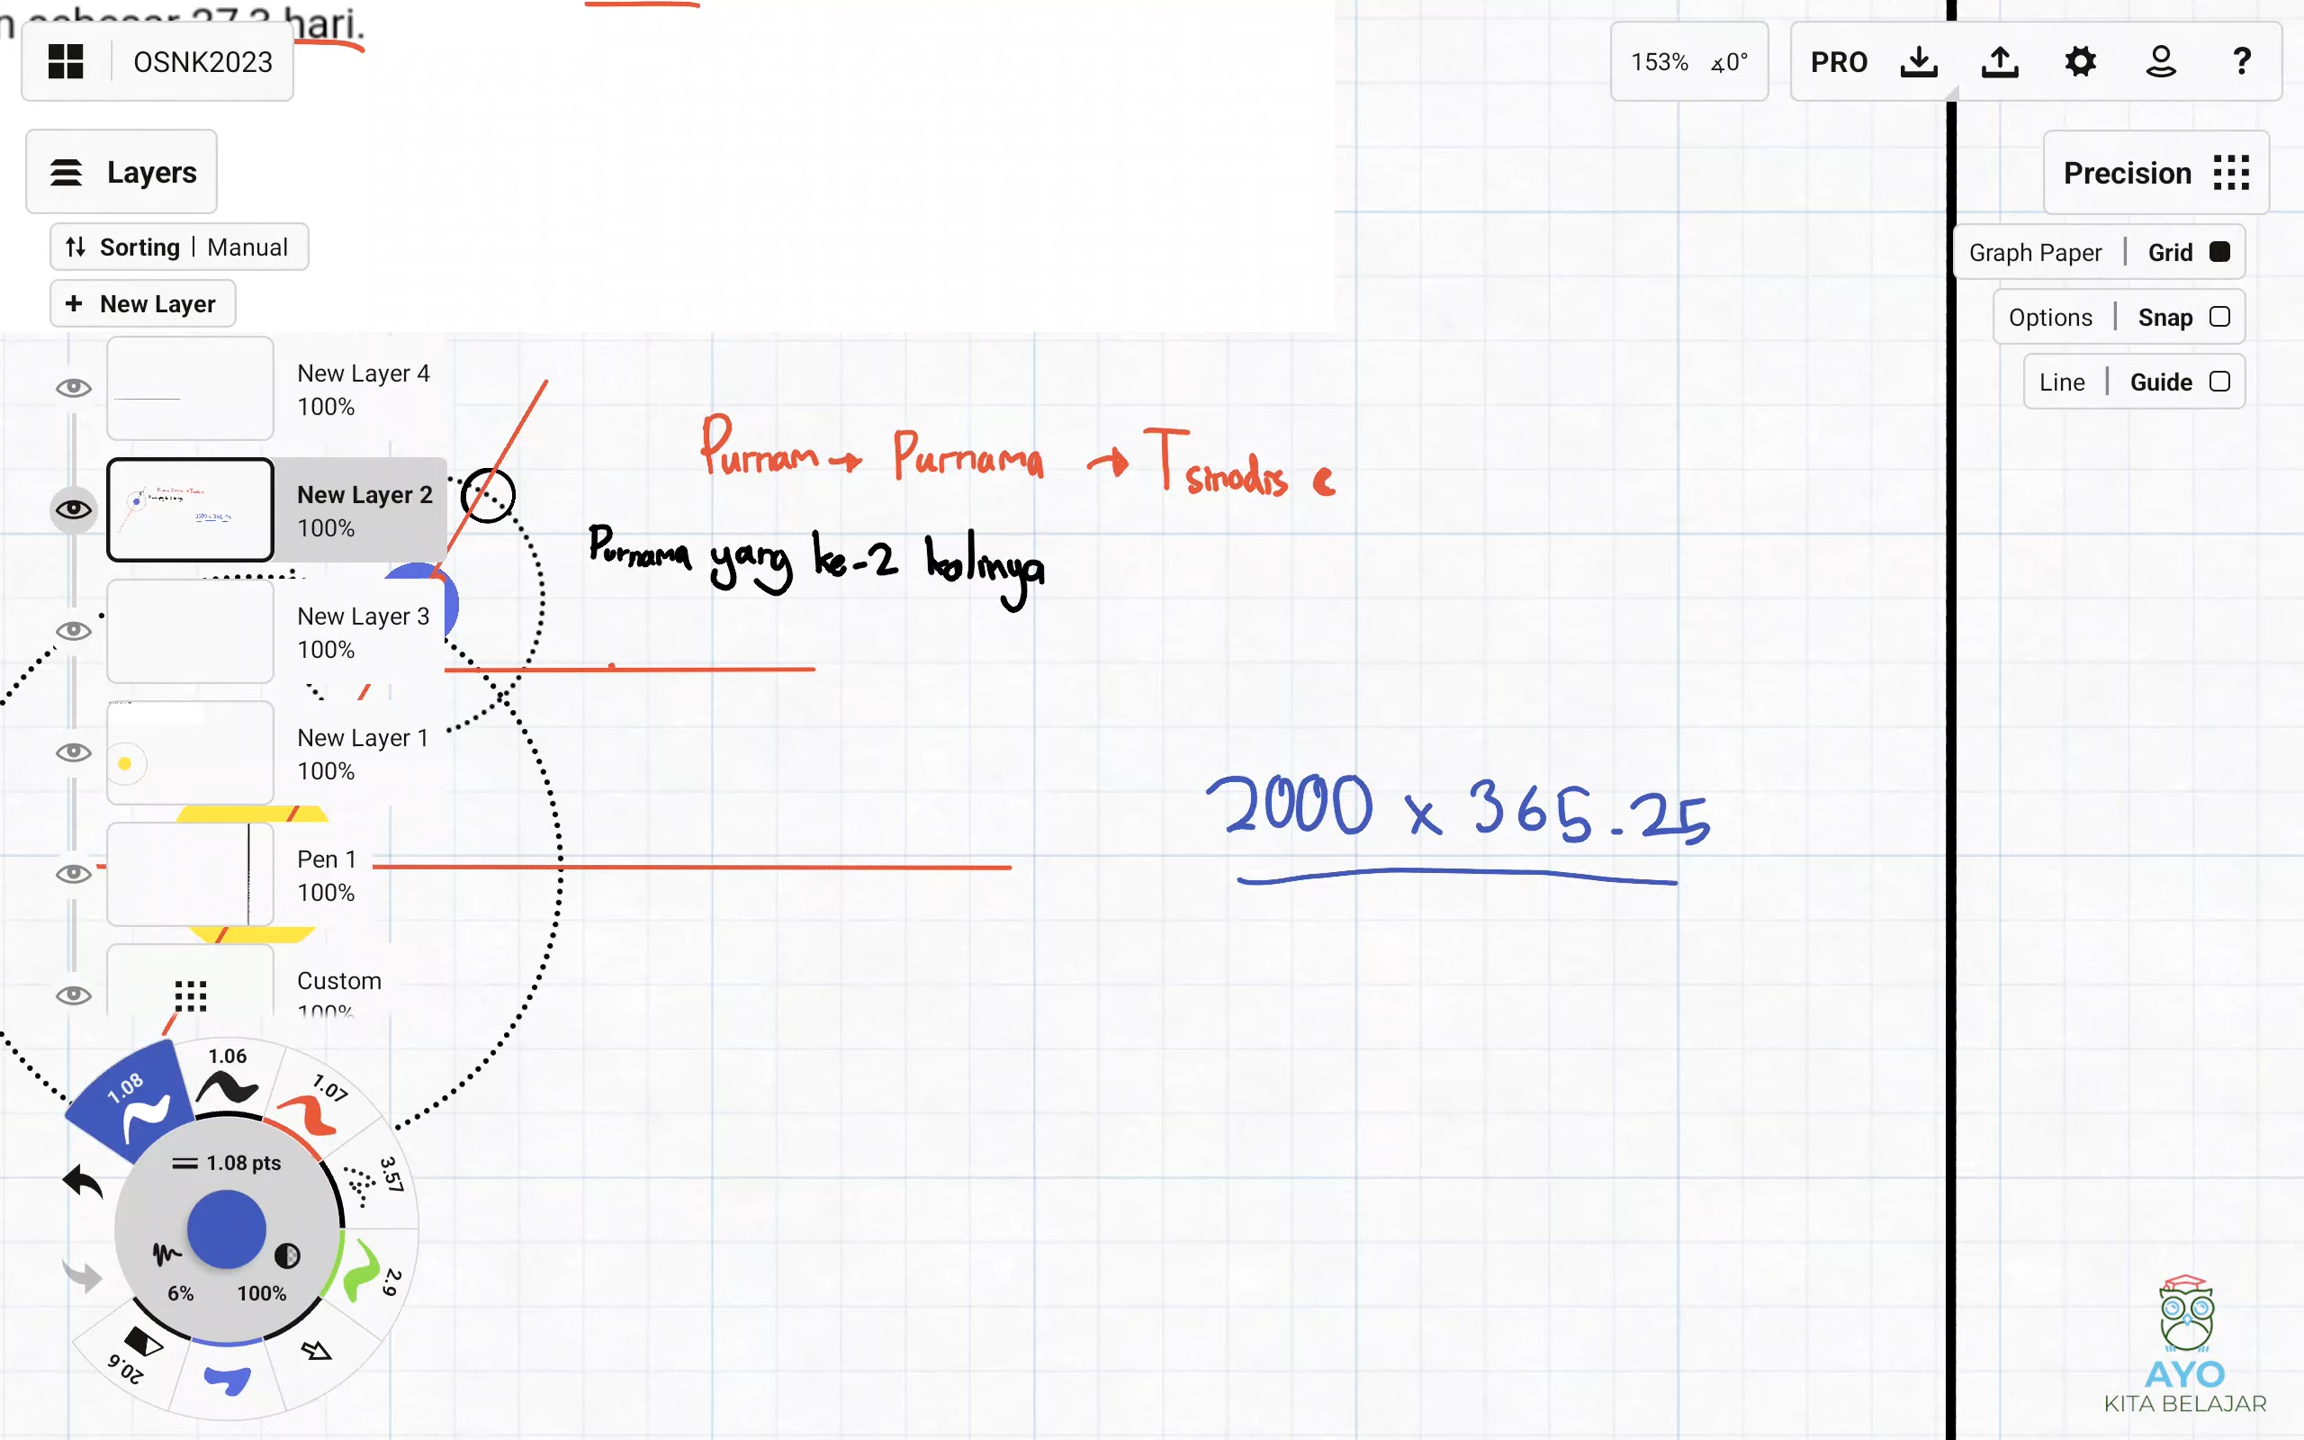 hari.
OSNK2023
153% ∡0°
PRO
?
Layers
Sorting | Manual
+ New Layer
New Layer 4
100%
New Layer 2
100%
New Layer 3
100%
New Layer 1
100%
Pen 1
100%
Custom
100%
Precision
Graph Paper | Grid
Options | Snap
Line | Guide
Purnam → Purnama → T sinodis
Purnama yang ke-2 kalinya
2000 x 365.25
1.08
1.06
1.07
3.57
2.9
20.6
1.08 pts
6% 100%
AYO
KITA BELAJAR